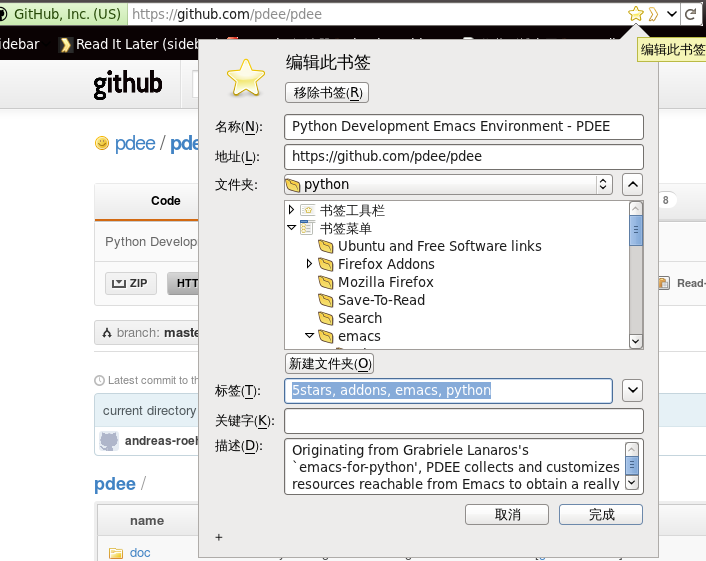 GitHub, Inc. (US) https://github.com/pdee/pdee
idebar Read It Later (sideb
编辑此书签
github
编辑此书签
移除书签(R)
名称(N): Python Development Emacs Environment - PDEE
pdee / pde
地址(L): https://github.com/pdee/pdee
文件夹: python
Code
8
书签工具栏
书签菜单
Python Develop
Ubuntu and Free Software links
Firefox Addons
ZIP HTT
Mozilla Firefox
Read-
Save-To-Read
Search
branch: maste
emacs
新建文件夹(O)
Latest commit to th
标签(T): 5stars, addons, emacs, python
current directory
关键字(K):
andreas-roeh
描述(D): Originating from Grabriele Lanaros's
`emacs-for-python', PDEE collects and customizes
resources reachable from Emacs to obtain a really
pdee /
取消 完成
name
+
doc